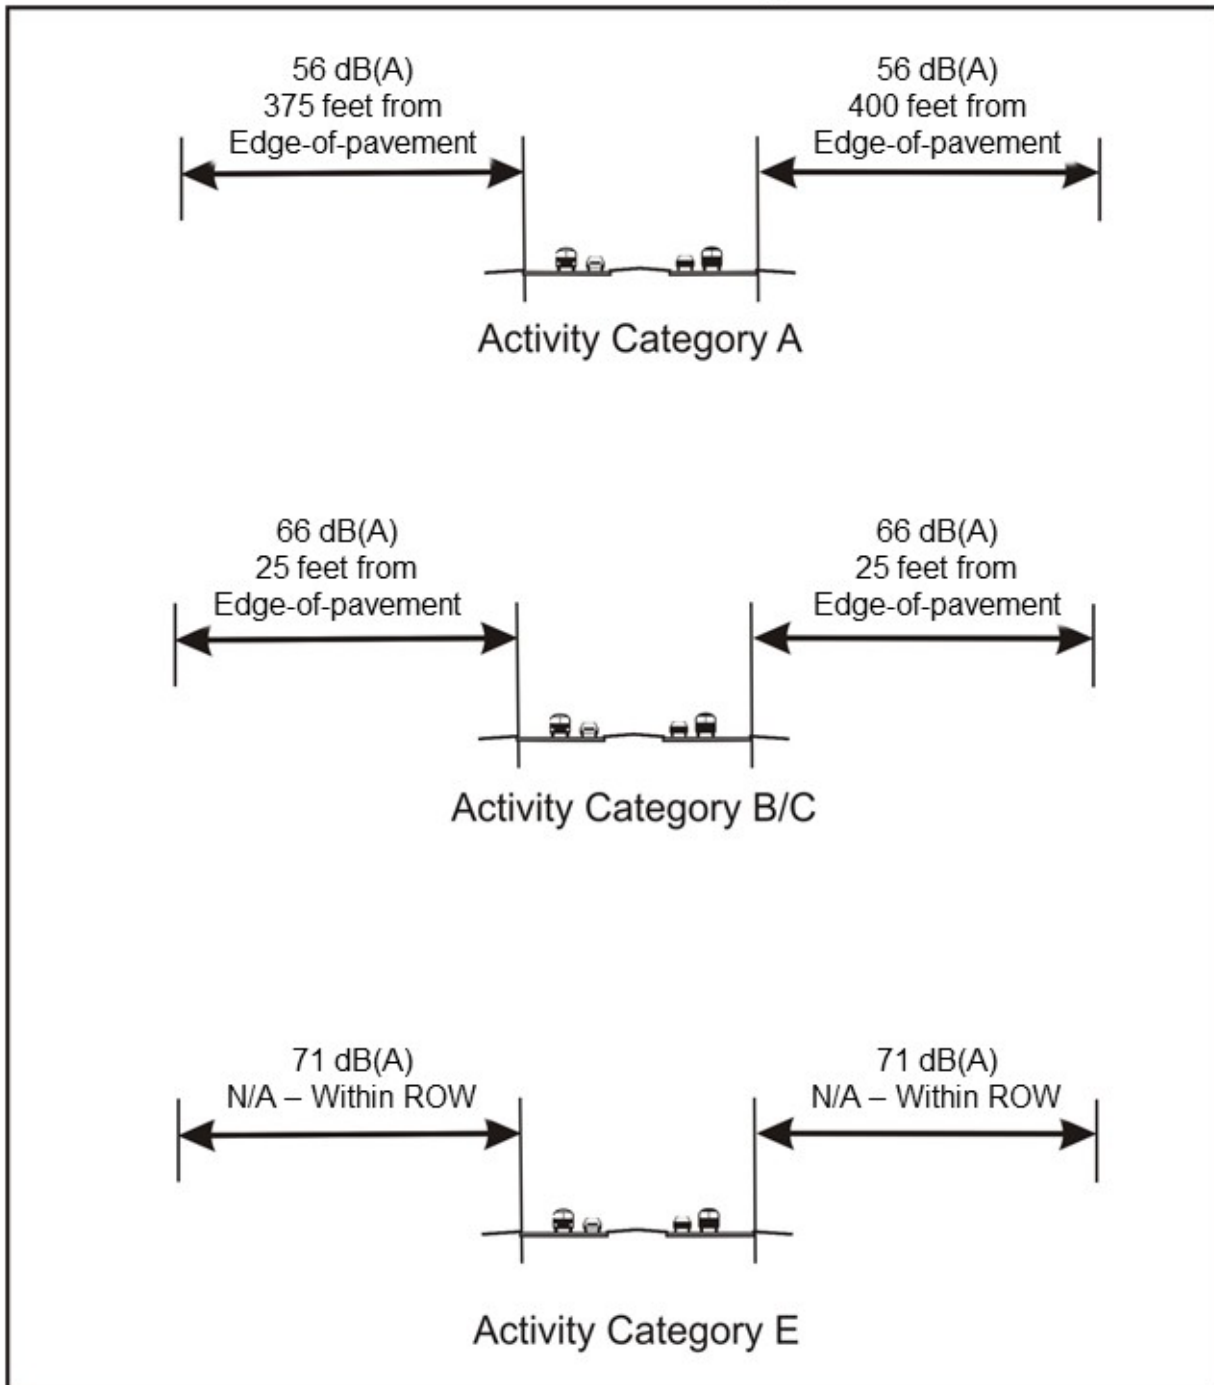 56 dB(A)
375 feet from
Edge-of-pavement
56 dB(A)
400 feet from
Edge-of-pavement
Activity Category A
66 dB(A)
25 feet from
Edge-of-pavement
66 dB(A)
25 feet from
Edge-of-pavement
Activity Category B/C
71 dB(A)
N/A – Within ROW
71 dB(A)
N/A – Within ROW
Activity Category E